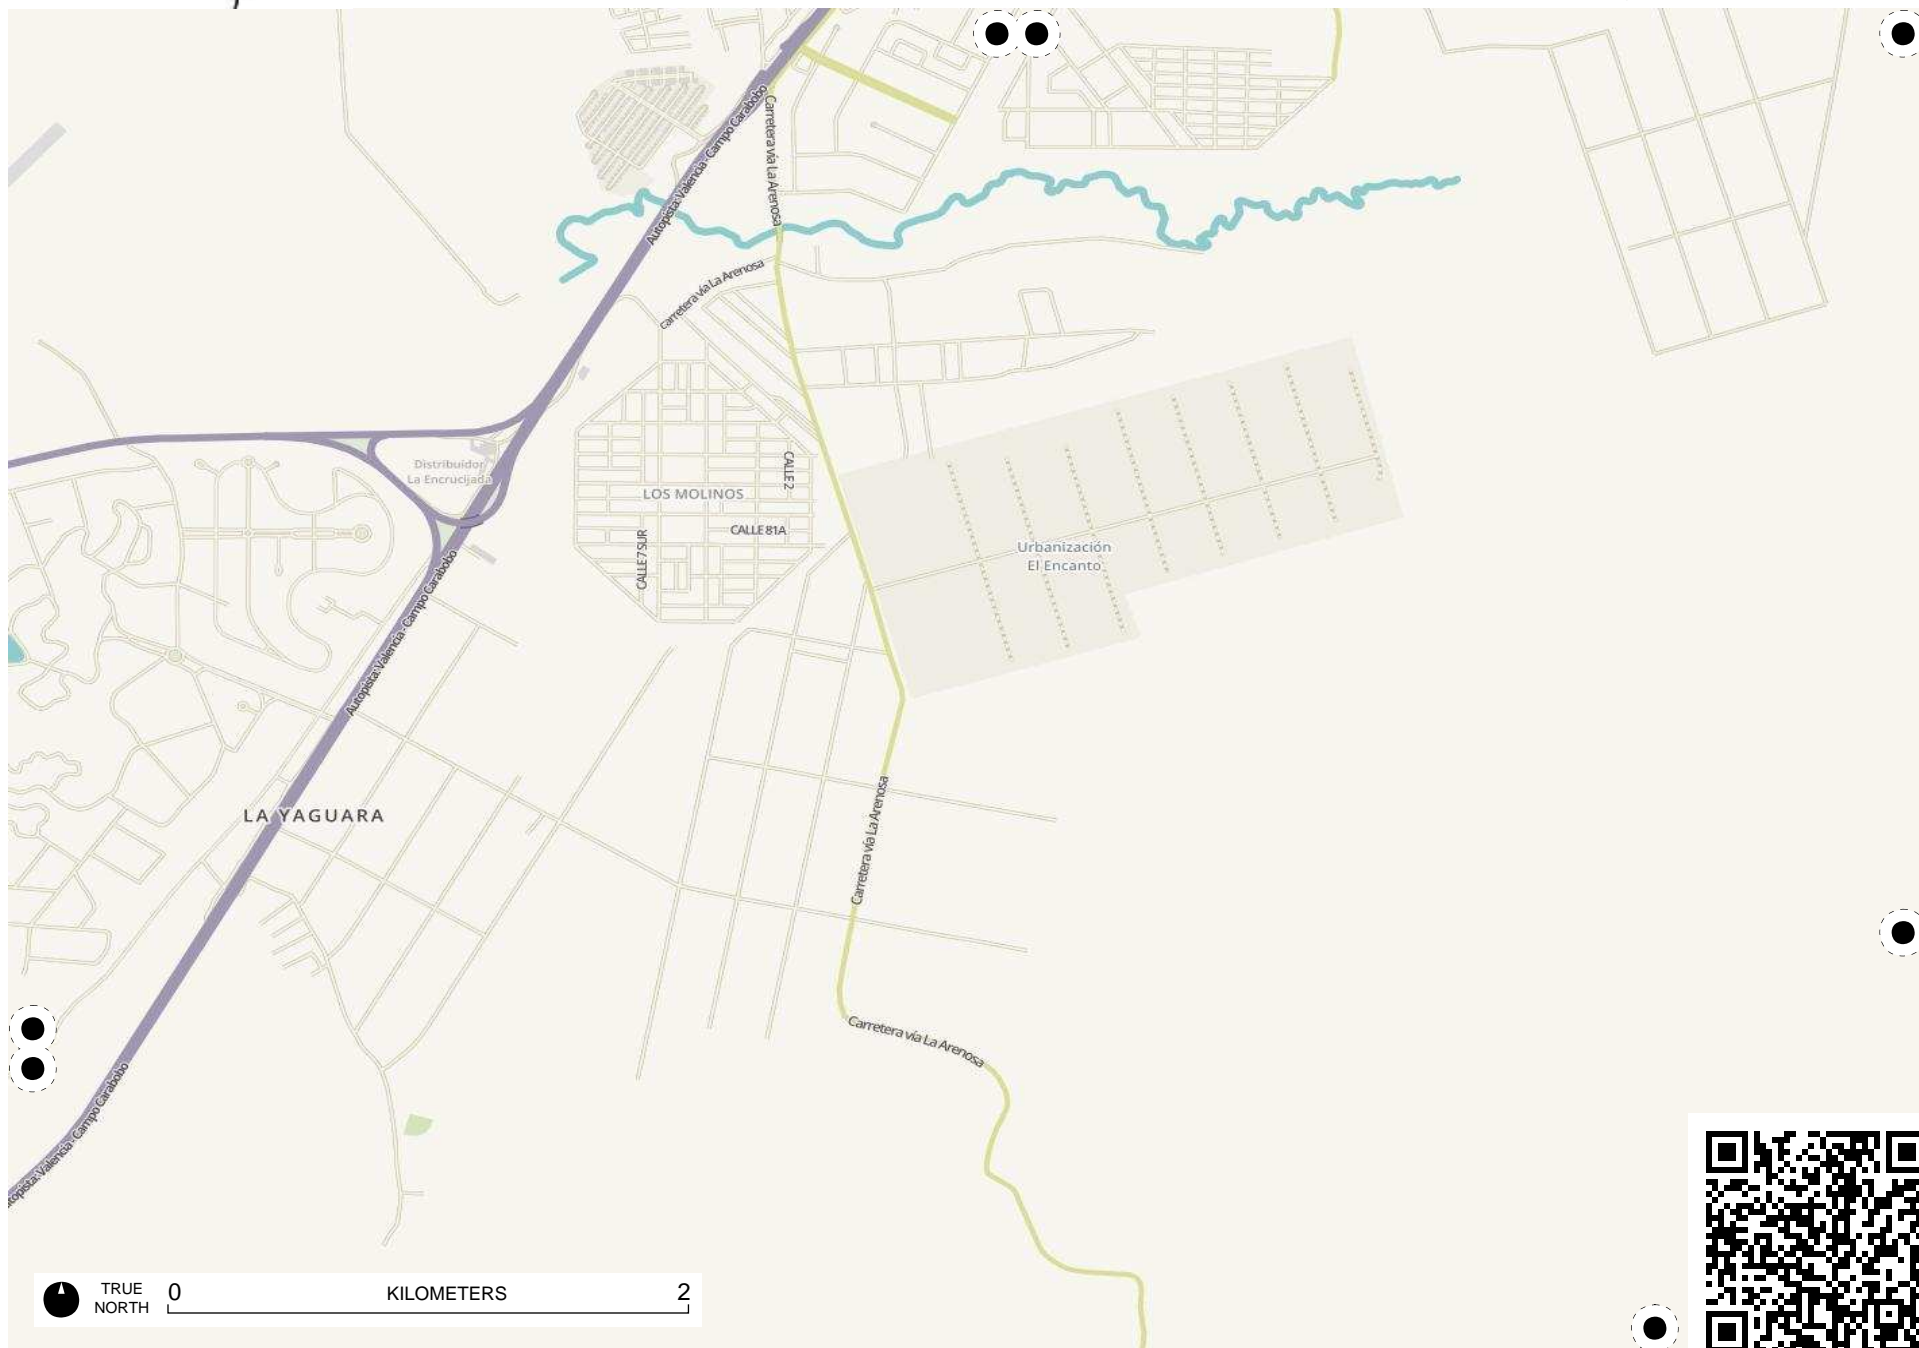 Autopista: Valencia - Campo Carabobo
Carretera vía La Arenosa
Carretera vía La Arenosa
Distribuidor
La Encrucijada
LOS MOLINOS
CALLE 2
CALLE 81A
CALLE 7 SUR
Urbanización
El Encanto
Autopista: Valencia - Campo Carabobo
LA YAGUARA
Carretera vía La Arenosa
Carretera vía La Arenosa
topista: Valencia - Campo Carabobo
TRUE
NORTH
0
KILOMETERS
2